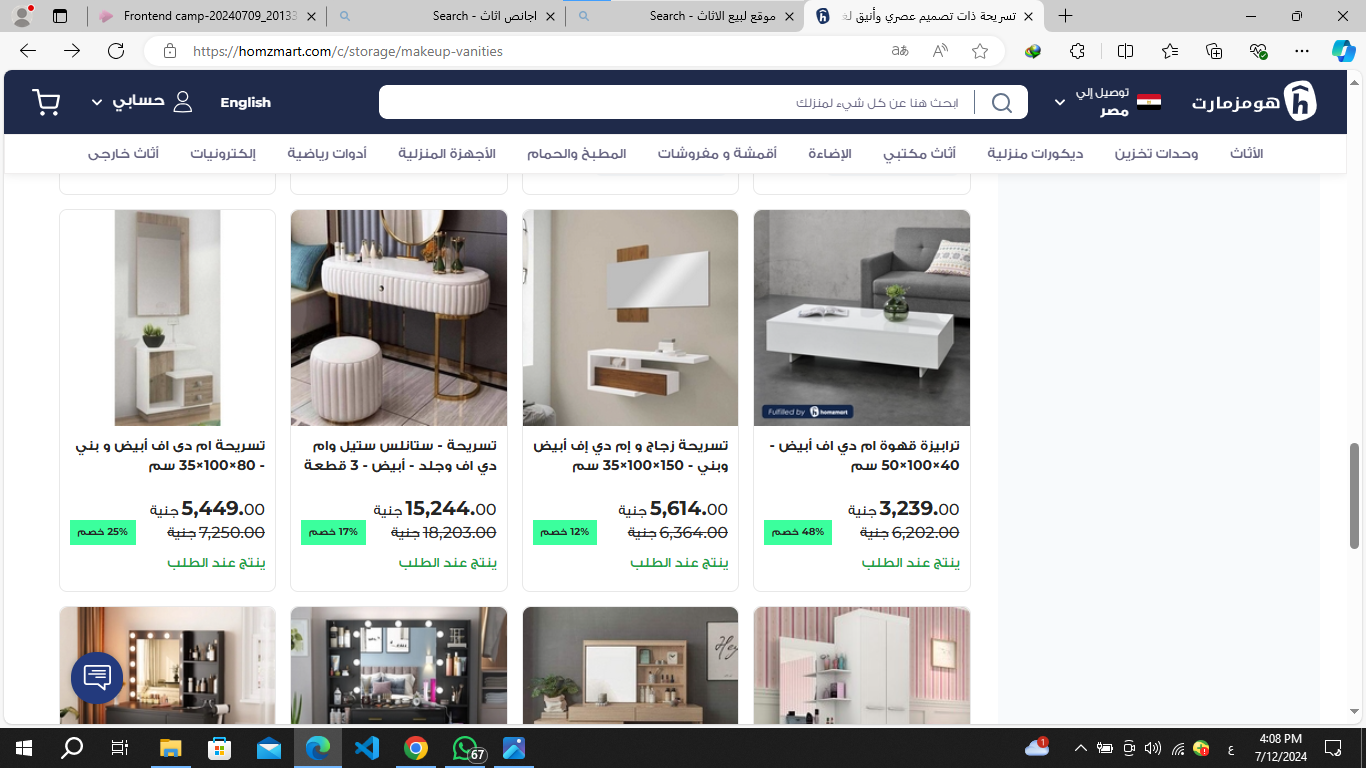 Frontend camp-20240709_20133
اجانص اثاث - Search
موقع لبيع الاثاث - Search
تسريحة ذات تصميم عصري وأنيق لغ
https://homzmart.com/c/storage/makeup-vanities
هومزمارت
توصيل إلي
مصر
ابحث هنا عن كل شيء لمنزلك
English
حسابي
الأثاث
وحدات تخزين
ديكورات منزلية
أثاث مكتبي
الإضاءة
أقمشة و مفروشات
المطبخ والحمام
الأجهزة المنزلية
أدوات رياضية
إلكترونيات
أثاث خارجى
Fulfilled by homzmart
ترابيزة قهوة ام دي اف أبيض -
40×100×50 سم
3,239.00 جنية
6,202.00 جنية
48% خصم
ينتج عند الطلب
تسريحة زجاج و إم دي إف أبيض
وبني - 150×100×35 سم
5,614.00 جنية
6,364.00 جنية
12% خصم
ينتج عند الطلب
تسريحة - ستانلس ستيل وام
دي اف وجلد - أبيض - 3 قطعة
15,244.00 جنية
18,203.00 جنية
17% خصم
ينتج عند الطلب
تسريحة ام دى اف أبيض و بني
- 80×100×35 سم
5,449.00 جنية
7,250.00 جنية
25% خصم
ينتج عند الطلب
Hey
67
1
ع
4:08 PM
7/12/2024